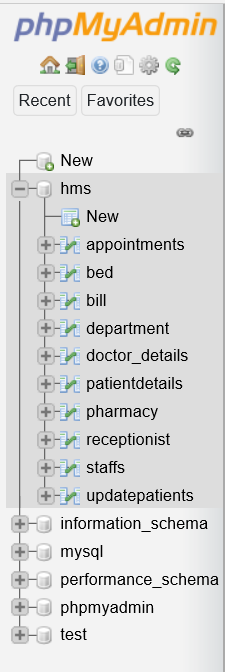 phpMyAdmin
Recent Favorites
New
hms
New
appointments
bed
bill
department
doctor_details
patientdetails
pharmacy
receptionist
staffs
updatepatients
information_schema
mysql
performance_schema
phpmyadmin
test